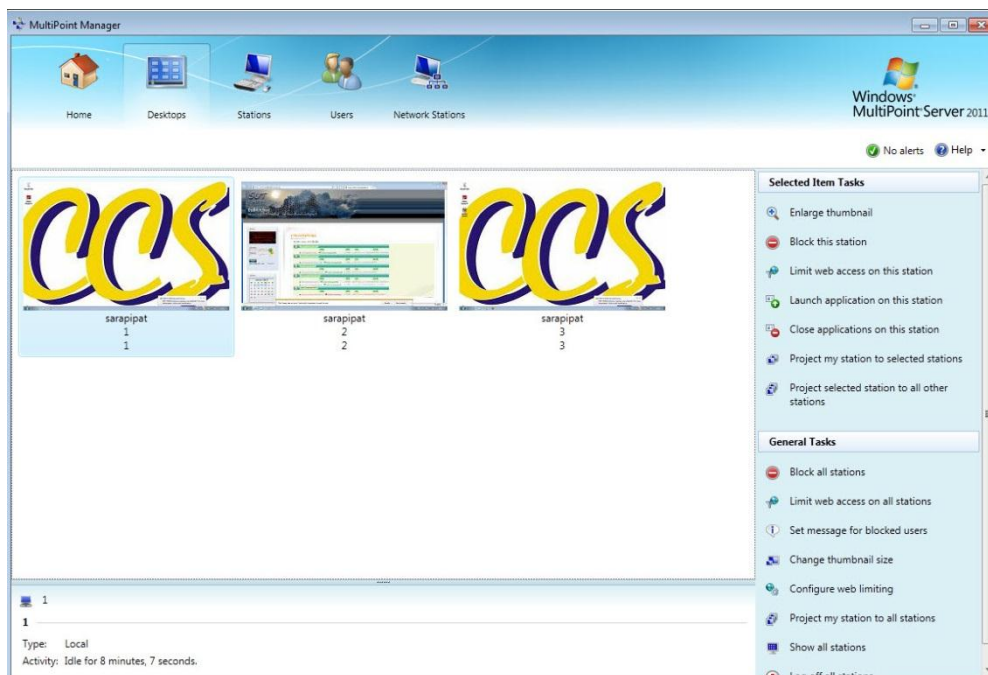 MultiPoint Manager
Home
Desktops
Stations
Users
Network Stations
Windows®
MultiPoint® Server 2011
No alerts
Help
CCS
sarapipat
1
1
SUT
sarapipat
2
2
CCS
sarapipat
3
3
Selected Item Tasks
Enlarge thumbnail
Block this station
Limit web access on this station
Launch application on this station
Close applications on this station
Project my station to selected stations
Project selected station to all other
stations
General Tasks
Block all stations
Limit web access on all stations
Set message for blocked users
Change thumbnail size
Configure web limiting
Project my station to all stations
Show all stations
Log off all stations
1
1
Type: Local
Activity: Idle for 8 minutes, 7 seconds.